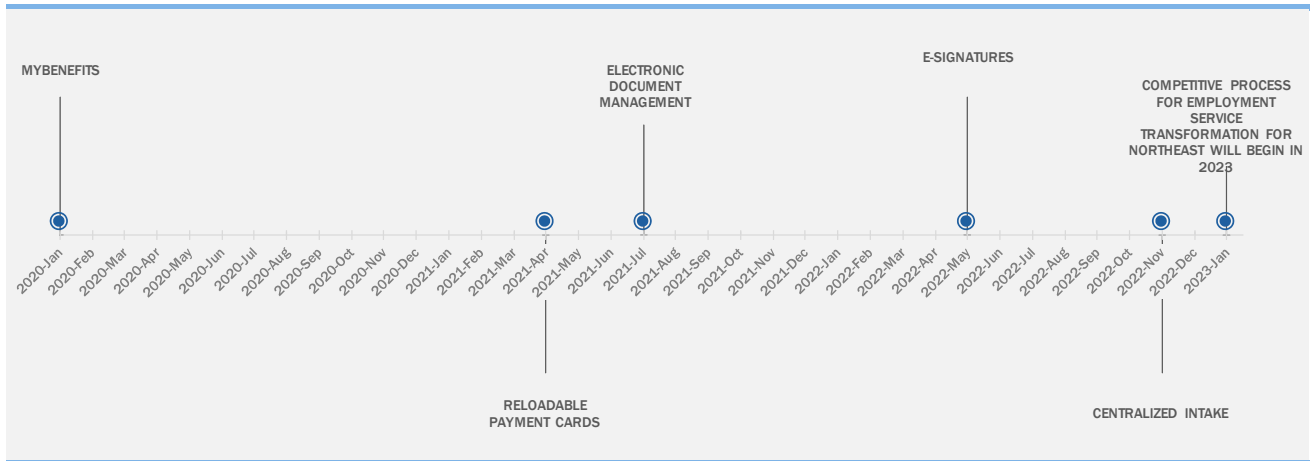 MYBENEFITS
ELECTRONIC
DOCUMENT
MANAGEMENT
E-SIGNATURES
COMPETITIVE PROCESS
FOR EMPLOYMENT
SERVICE
TRANSFORMATION FOR
NORTHEAST WILL BEGIN IN
2023
2020-Jan
2020-Feb
2020-Mar
2020-Apr
2020-May
2020-Jun
2020-Jul
2020-Aug
2020-Sep
2020-Oct
2020-Nov
2020-Dec
2021-Jan
2021-Feb
2021-Mar
2021-Apr
2021-May
2021-Jun
2021-Jul
2021-Aug
2021-Sep
2021-Oct
2021-Nov
2021-Dec
2022-Jan
2022-Feb
2022-Mar
2022-Apr
2022-May
2022-Jun
2022-Jul
2022-Aug
2022-Sep
2022-Oct
2022-Nov
2022-Dec
2023-Jan
RELOADABLE
PAYMENT CARDS
CENTRALIZED INTAKE